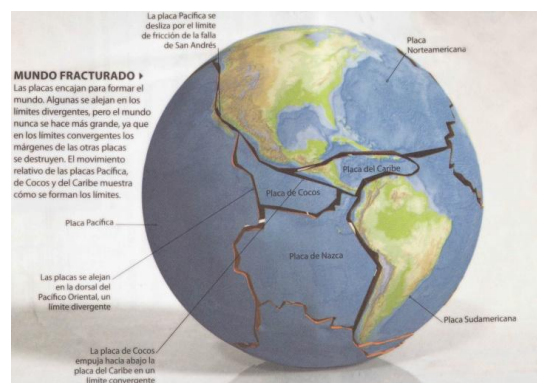 La placa Pacífica se
desliza por el límite
de fricción de la falla
de San Andrés
Placa
Norteamericana
MUNDO FRACTURADO
Las placas encajan para formar el
mundo. Algunas se alejan en los
límites divergentes, pero el mundo
nunca se hace más grande, ya que
en los límites convergentes los
márgenes de las otras placas
se destruyen. El movimiento
relativo de las placas Pacífica,
de Cocos y del Caribe muestra
cómo se forman los límites.
Placa del Caribe
Placa de Cocos
Placa Pacífica
Placa de Nazca
Las placas se alejan
en la dorsal del
Pacífico Oriental, un
límite divergente
Placa Sudamericana
La placa de Cocos
empuja hacia abajo la
placa del Caribe en un
límite convergente